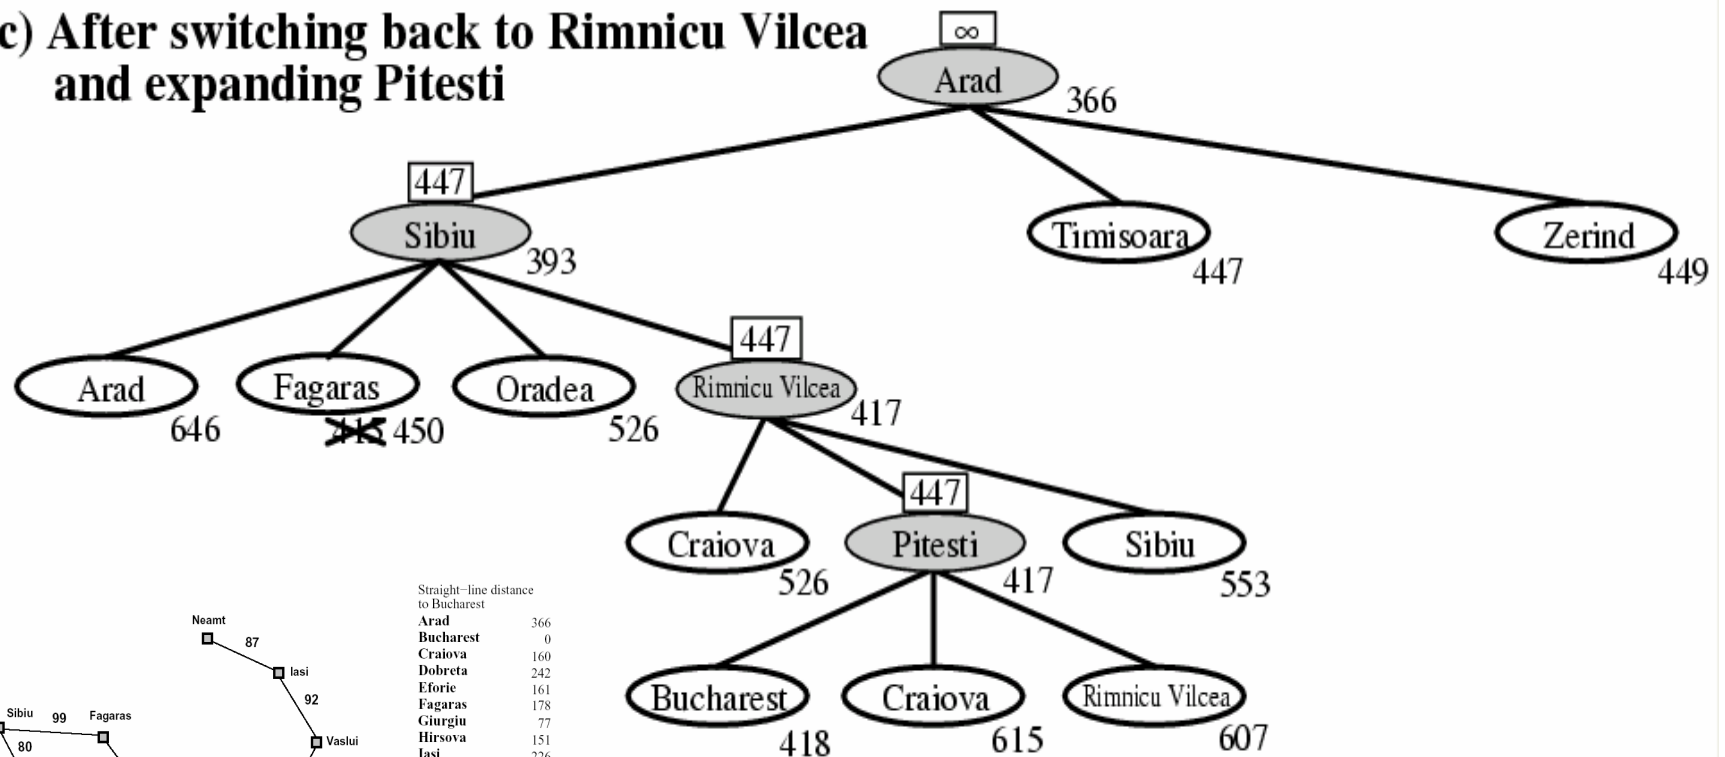 c) After switching back to Rimnicu Vilcea
and expanding Pitesti
∞
Arad
366
447
Sibiu
393
Timisoara
447
Zerind
449
Arad
646
Fagaras
415 450
Oradea
526
447
Rimnicu Vilcea
417
Craiova
526
447
Pitesti
417
Sibiu
553
Bucharest
418
Craiova
615
Rimnicu Vilcea
607
Neamt
87
Iasi
92
Vaslui
Sibiu 99 Fagaras
80
Straight−line distance
to Bucharest
Arad 366
Bucharest 0
Craiova 160
Dobreta 242
Eforie 161
Fagaras 178
Giurgiu 77
Hirsova 151
Iasi 226